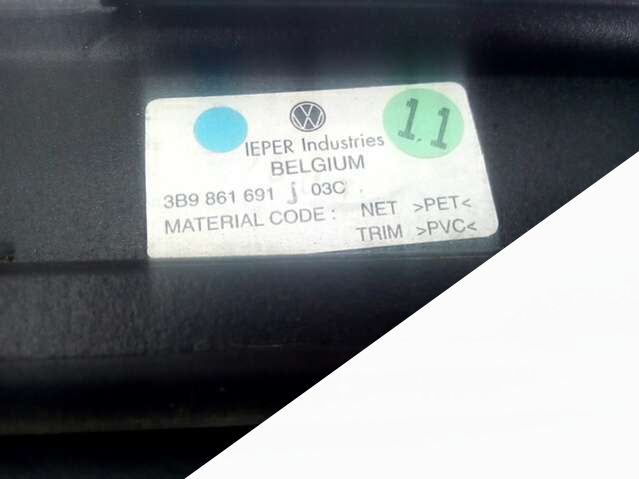 11
IEPER Industries
BELGIUM
3B9 861 691 J 03C
MATERIAL CODE : NET >PET<
TRIM >PVC<